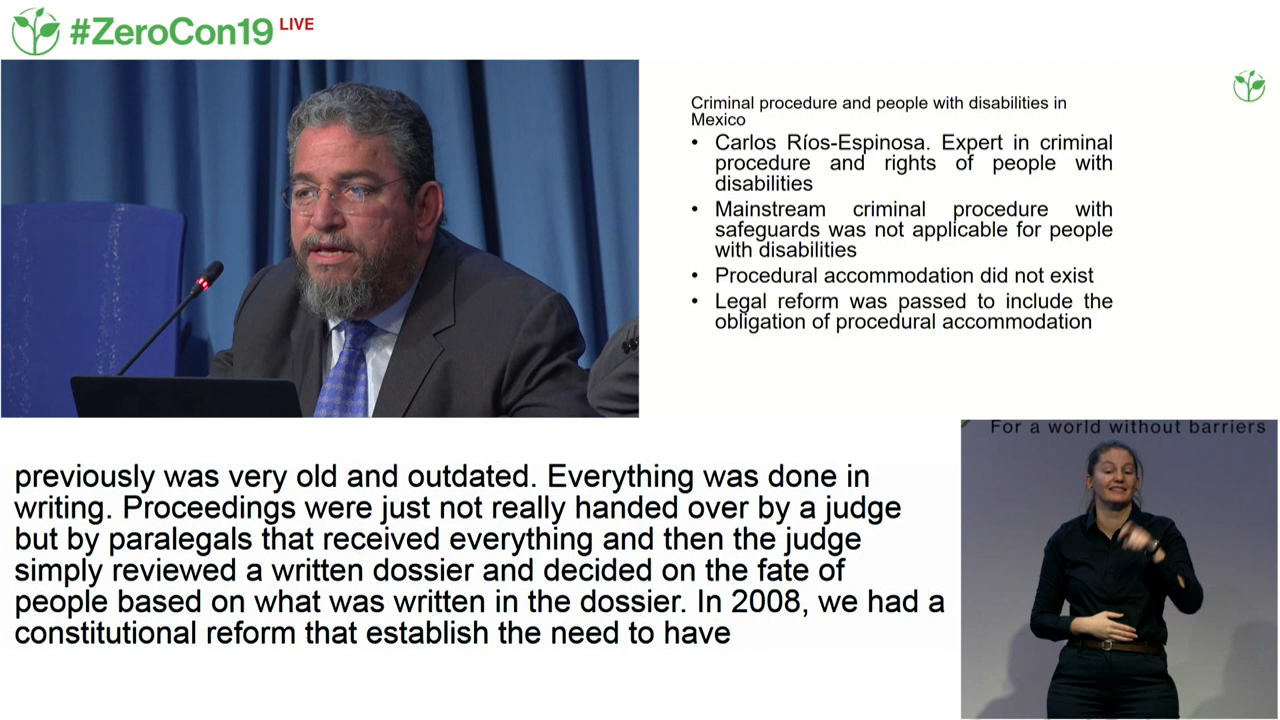 #ZeroCon19 LIVE
Criminal procedure and people with disabilities in
Mexico
• Carlos Ríos-Espinosa. Expert in criminal
procedure and rights of people with
disabilities
• Mainstream criminal procedure with
safeguards was not applicable for people
with disabilities
• Procedural accommodation did not exist
• Legal reform was passed to include the
obligation of procedural accommodation
For a world without barriers
previously was very old and outdated. Everything was done in
writing. Proceedings were just not really handed over by a judge
but by paralegals that received everything and then the judge
simply reviewed a written dossier and decided on the fate of
people based on what was written in the dossier. In 2008, we had a
constitutional reform that establish the need to have